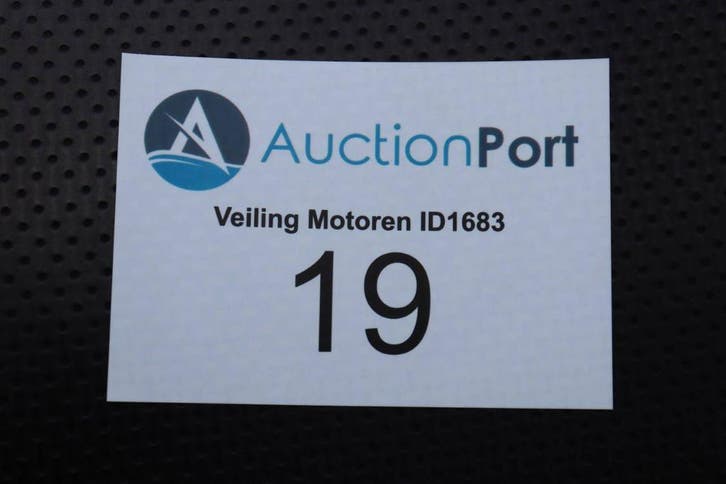 AuctionPort
Veiling Motoren ID1683
19